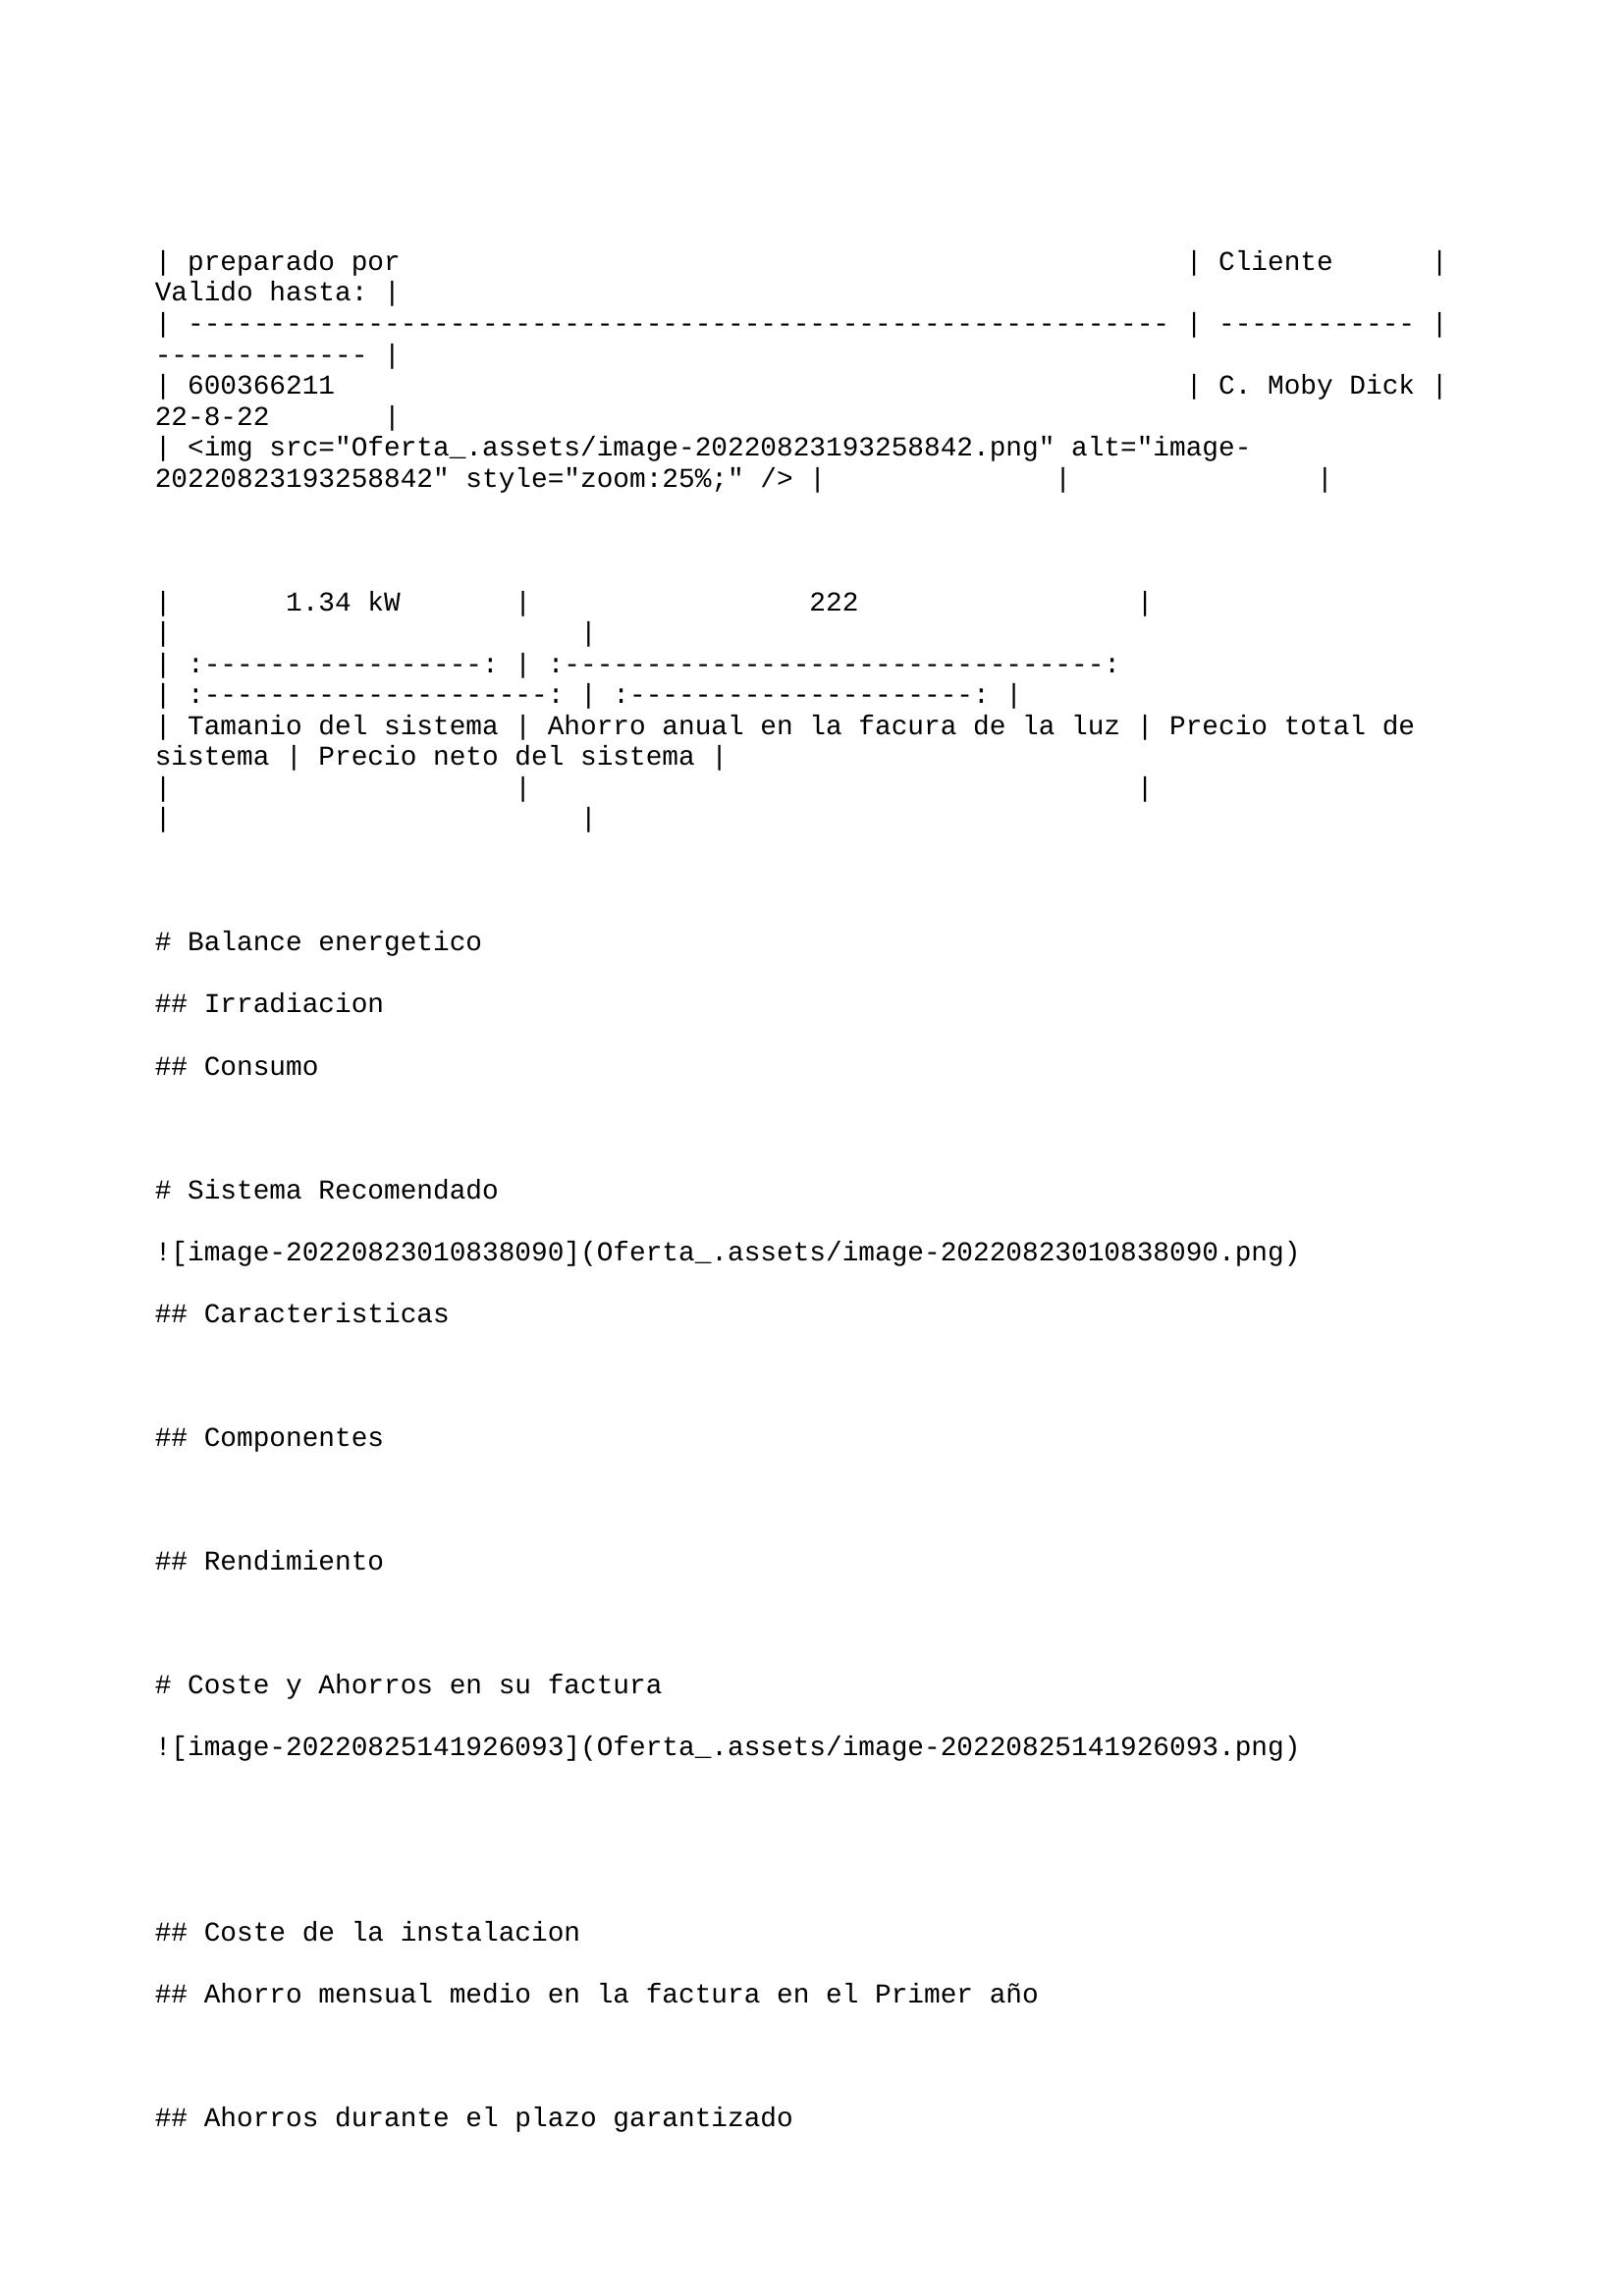 | preparado por                                                | Cliente      |
Valido hasta: |
| ------------------------------------------------------------ | ------------ |
------------- |
| 600366211                                                    | C. Moby Dick |
22-8-22       |
| <img src="Oferta_.assets/image-20220823193258842.png" alt="image-
20220823193258842" style="zoom:25%;" /> |              |               |
|       1.34 kW       |                 222                 |
|                         |
| :-----------------: | :---------------------------------:
| :---------------------: | :---------------------: |
| Tamanio del sistema | Ahorro anual en la facura de la luz | Precio total de
sistema | Precio neto del sistema |
|                     |                                     |
|                         |
# Balance energetico
## Irradiacion
## Consumo
# Sistema Recomendado
![image-20220823010838090](Oferta_.assets/image-20220823010838090.png)
## Caracteristicas
## Componentes
## Rendimiento
# Coste y Ahorros en su factura
![image-20220825141926093](Oferta_.assets/image-20220825141926093.png)
## Coste de la instalacion
## Ahorro mensual medio en la factura en el Primer año
## Ahorros durante el plazo garantizado